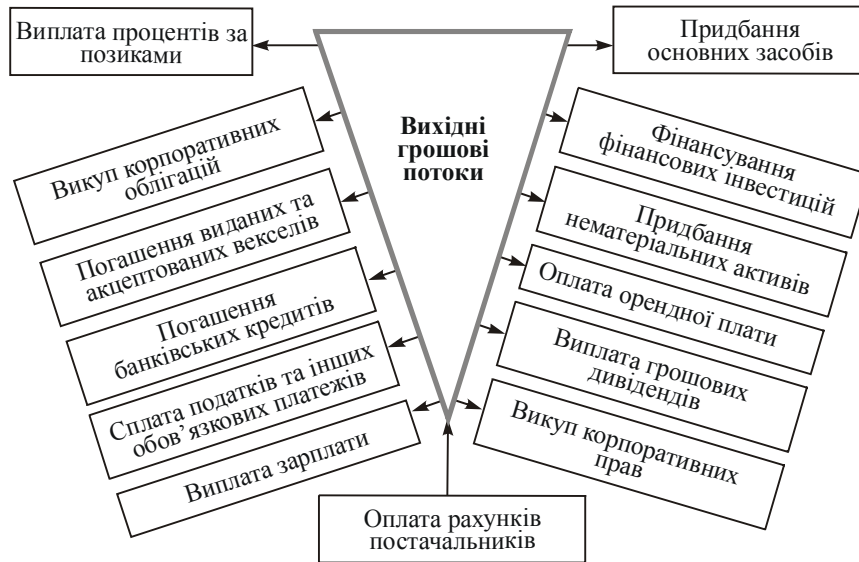 Виплата процентів за
позиками
Придбання
основних засобів
Вихідні
грошові
потоки
Викуп корпоративних
облігацій
Погашення виданих та
акцептованих векселів
Погашення
банківських кредитів
Сплата податків та інших
обов’язкових платежів
Виплата зарплати
Фінансування
фінансових інвестицій
Придбання
нематеріальних активів
Оплата орендної плати
Виплата грошових
дивідендів
Викуп корпоративних
прав
Оплата рахунків
постачальників